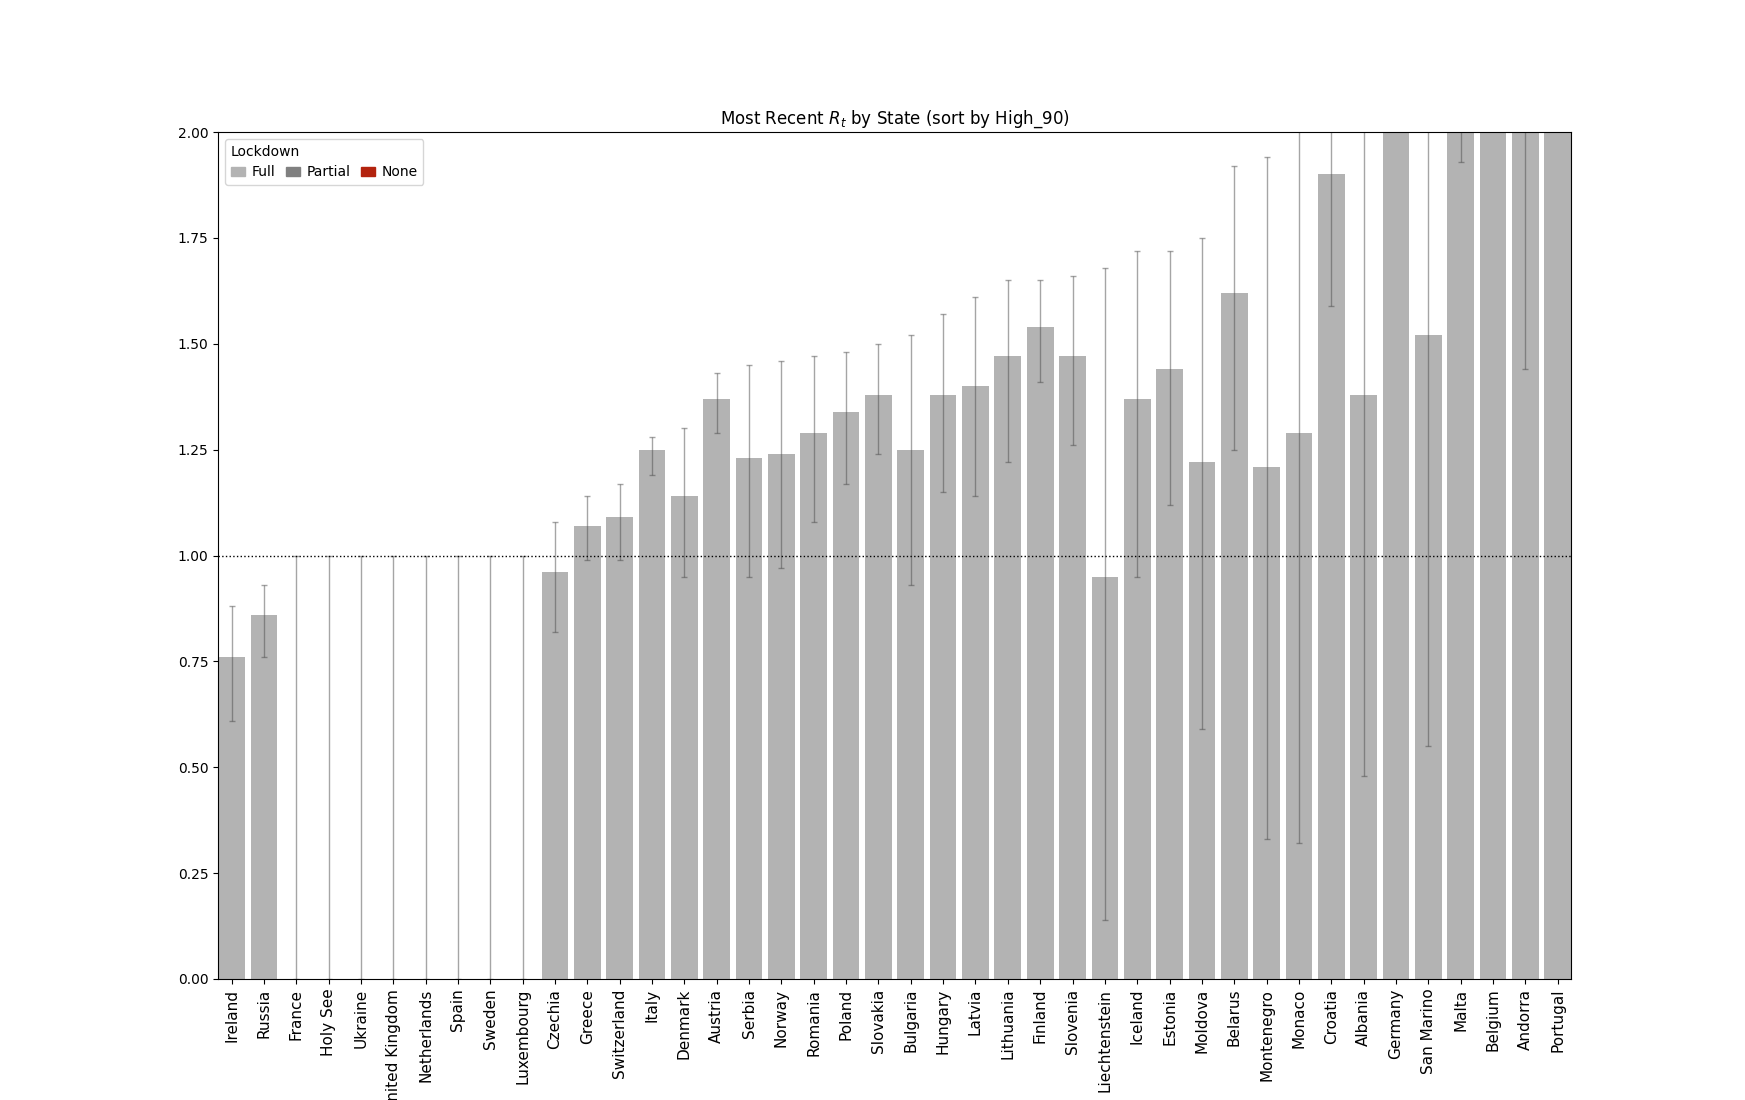 Most Recent Rt by State (sort by High_90)
Lockdown
Full Partial None
2.00
1.75
1.50
1.25
1.00
0.75
0.50
0.25
0.00
Ireland
Russia
France
Holy See
Ukraine
nited Kingdom
Netherlands
Spain
Sweden
Luxembourg
Czechia
Greece
Switzerland
Italy
Denmark
Austria
Serbia
Norway
Romania
Poland
Slovakia
Bulgaria
Hungary
Latvia
Lithuania
Finland
Slovenia
Liechtenstein
Iceland
Estonia
Moldova
Belarus
Montenegro
Monaco
Croatia
Albania
Germany
San Marino
Malta
Belgium
Andorra
Portugal